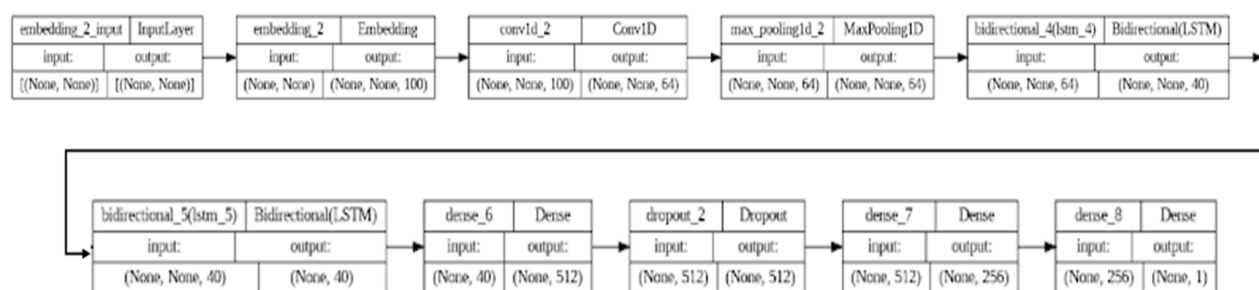 embedding_2_input InputLayer embedding_2 Embedding conv1d_2 Conv1D max_pooling1d_2 MaxPooling1D bidirectional_4(lstm_4) Bidirectional(LSTM)
input: output: input: output: input: output: input: output: input: output:
[(None, None)] [(None, None)] (None, None) (None, None, 100) (None, None, 100) (None, None, 64) (None, None, 64) (None, None, 64) (None, None, 64) (None, None, 40)
bidirectional_5(lstm_5) Bidirectional(LSTM) dense_6 Dense dropout_2 Dropout dense_7 Dense dense_8 Dense
input: output: input: output: input: output: input: output: input: output:
(None, None, 40) (None, 40) (None, 40) (None, 512) (None, 512) (None, 512) (None, 512) (None, 256) (None, 256) (None, 1)